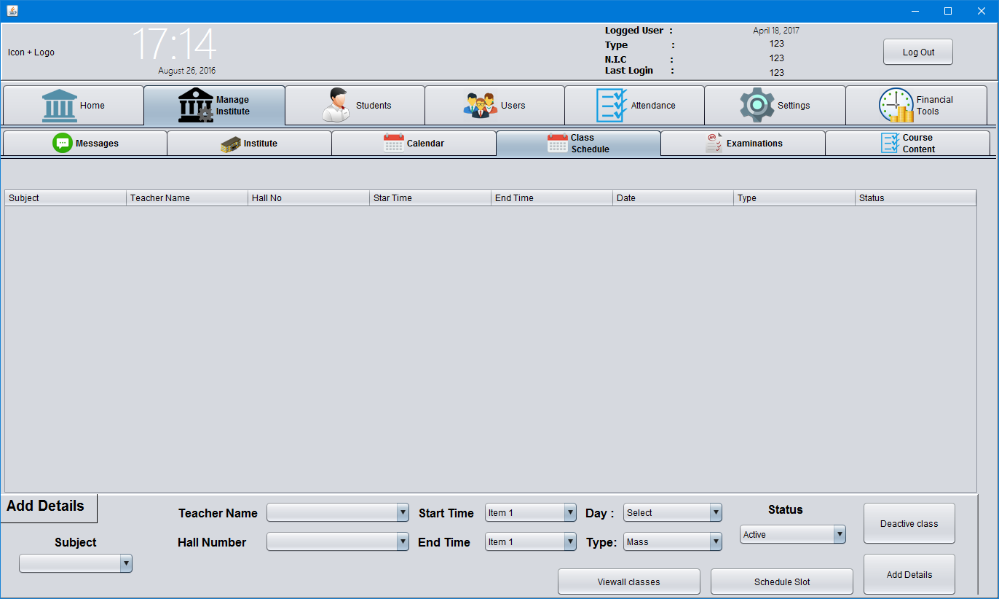 Icon + Logo
17:14
August 26, 2016
Logged User :
April 18, 2017
Type :
123
N.I.C :
123
Last Login :
123
Log Out
Home
Manage
Institute
Students
Users
Attendance
Settings
Financial
Tools
Messages
Institute
Calendar
Class
Schedule
Examinations
Course
Content
Subject
Teacher Name
Hall No
Star Time
End Time
Date
Type
Status
Add Details
Subject
Teacher Name
Hall Number
Start Time
Item 1
End Time
Item 1
Day :
Select
Type:
Mass
Status
Active
Deactive class
Viewall classes
Schedule Slot
Add Details